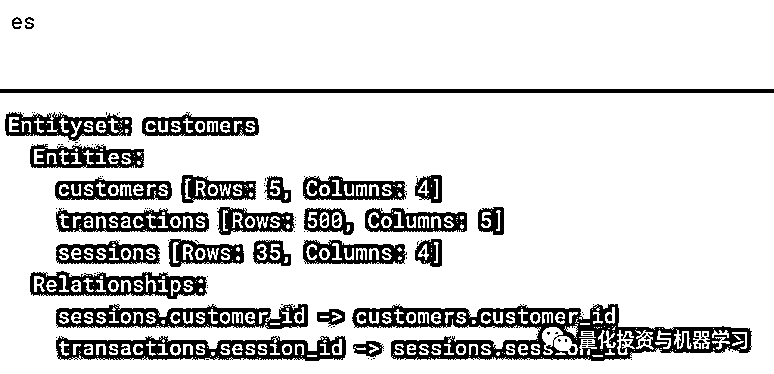 es
Entityset: customers
Entities:
customers [Rows: 5, Columns: 4]
transactions [Rows: 500, Columns: 5]
sessions [Rows: 35, Columns: 4]
Relationships:
sessions.customer_id -> customers.customer_id
transactions.session_id -> sessions.session_id
量化投资与机器学习